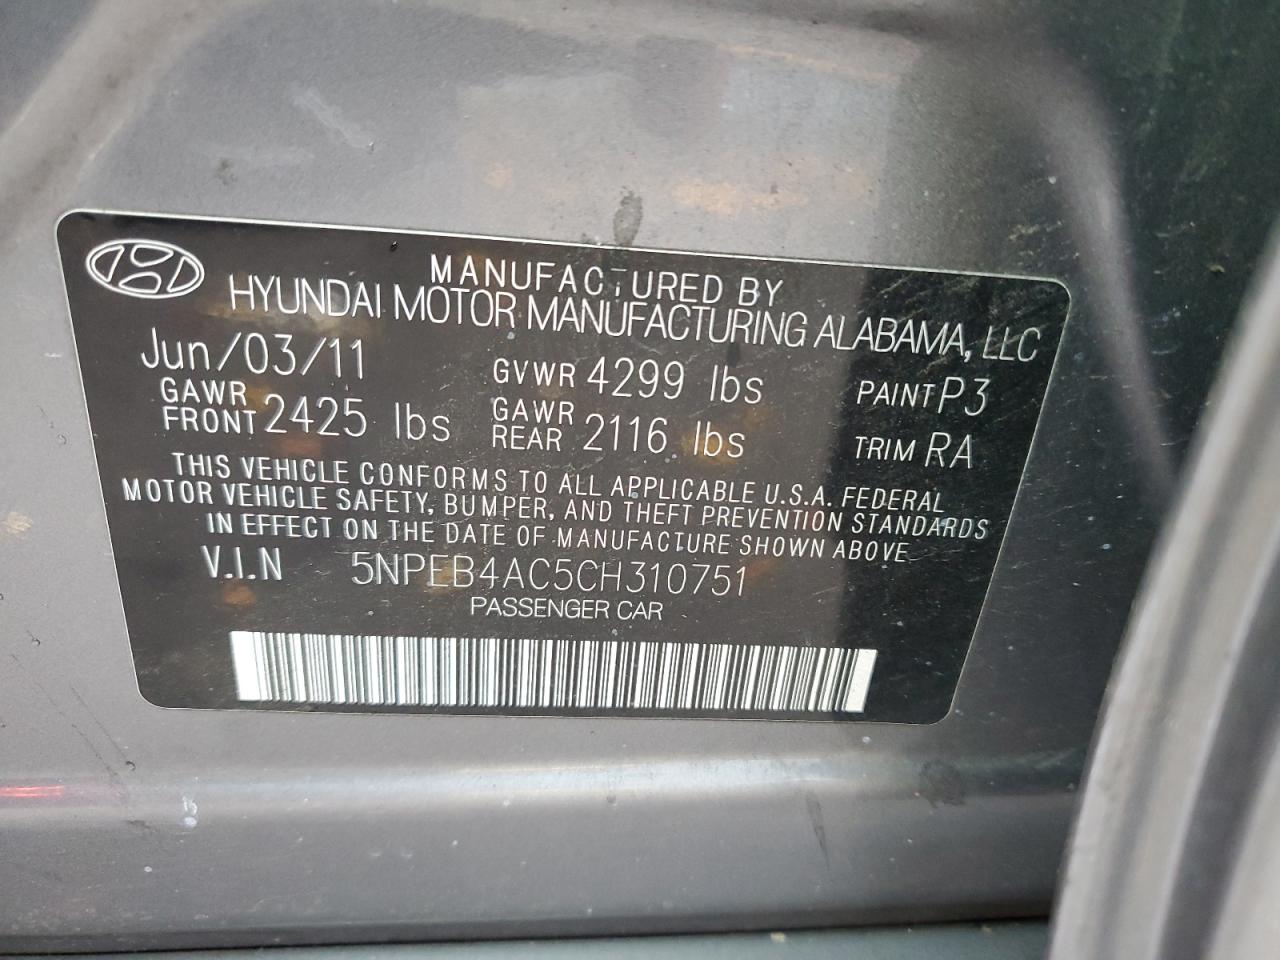 MANUFACTURED BY
HYUNDAI MOTOR MANUFACTURING ALABAMA, LLC
Jun/03/11 GVWR 4299 lbs PAINT P3
GAWR FRONT 2425 lbs GAWR REAR 2116 lbs TRIM RA
THIS VEHICLE CONFORMS TO ALL APPLICABLE U.S.A. FEDERAL
MOTOR VEHICLE SAFETY, BUMPER, AND THEFT PREVENTION STANDARDS
IN EFFECT ON THE DATE OF MANUFACTURE SHOWN ABOVE
V.I.N 5NPEB4AC5CH310751
PASSENGER CAR